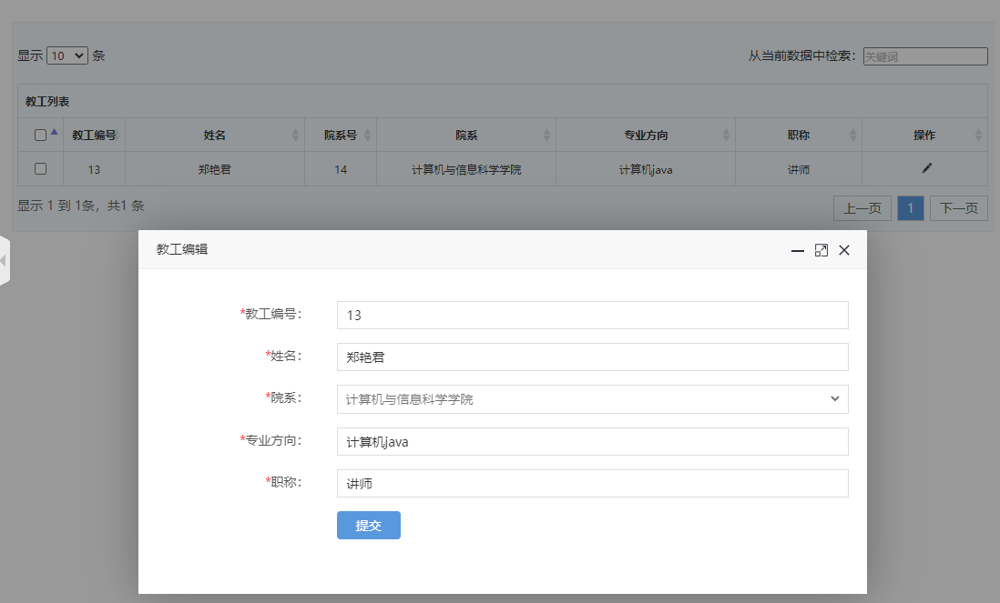 显示 10 条 从当前数据中检索： 关键词
教工列表
教工编号 姓名 院系号 院系 专业方向 职称 操作
13 郑艳君 14 计算机与信息科学学院 计算机java 讲师
显示 1 到 1条，共1 条 上一页 1 下一页
教工编辑
*教工编号： 13
*姓名： 郑艳君
*院系： 计算机与信息科学学院
*专业方向： 计算机java
*职称： 讲师
提交